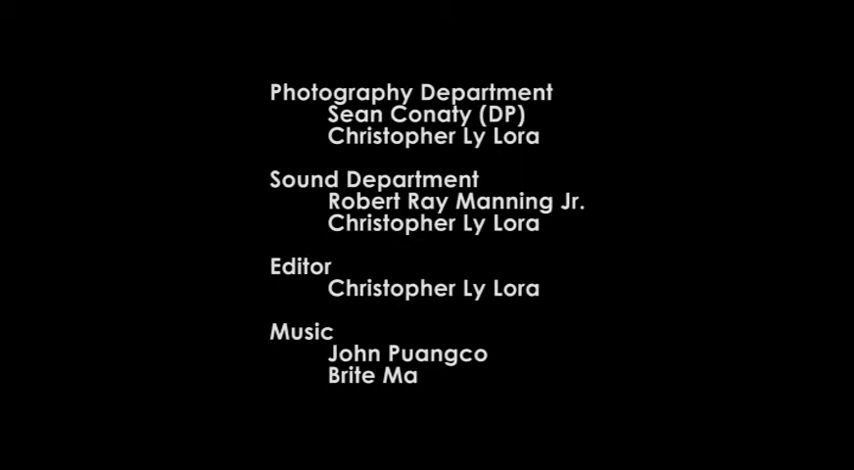 Photography Department
Sean Conaty (DP)
Christopher Ly Lora
Sound Department
Robert Ray Manning Jr.
Christopher Ly Lora
Editor
Christopher Ly Lora
Music
John Puangco
Brite Ma